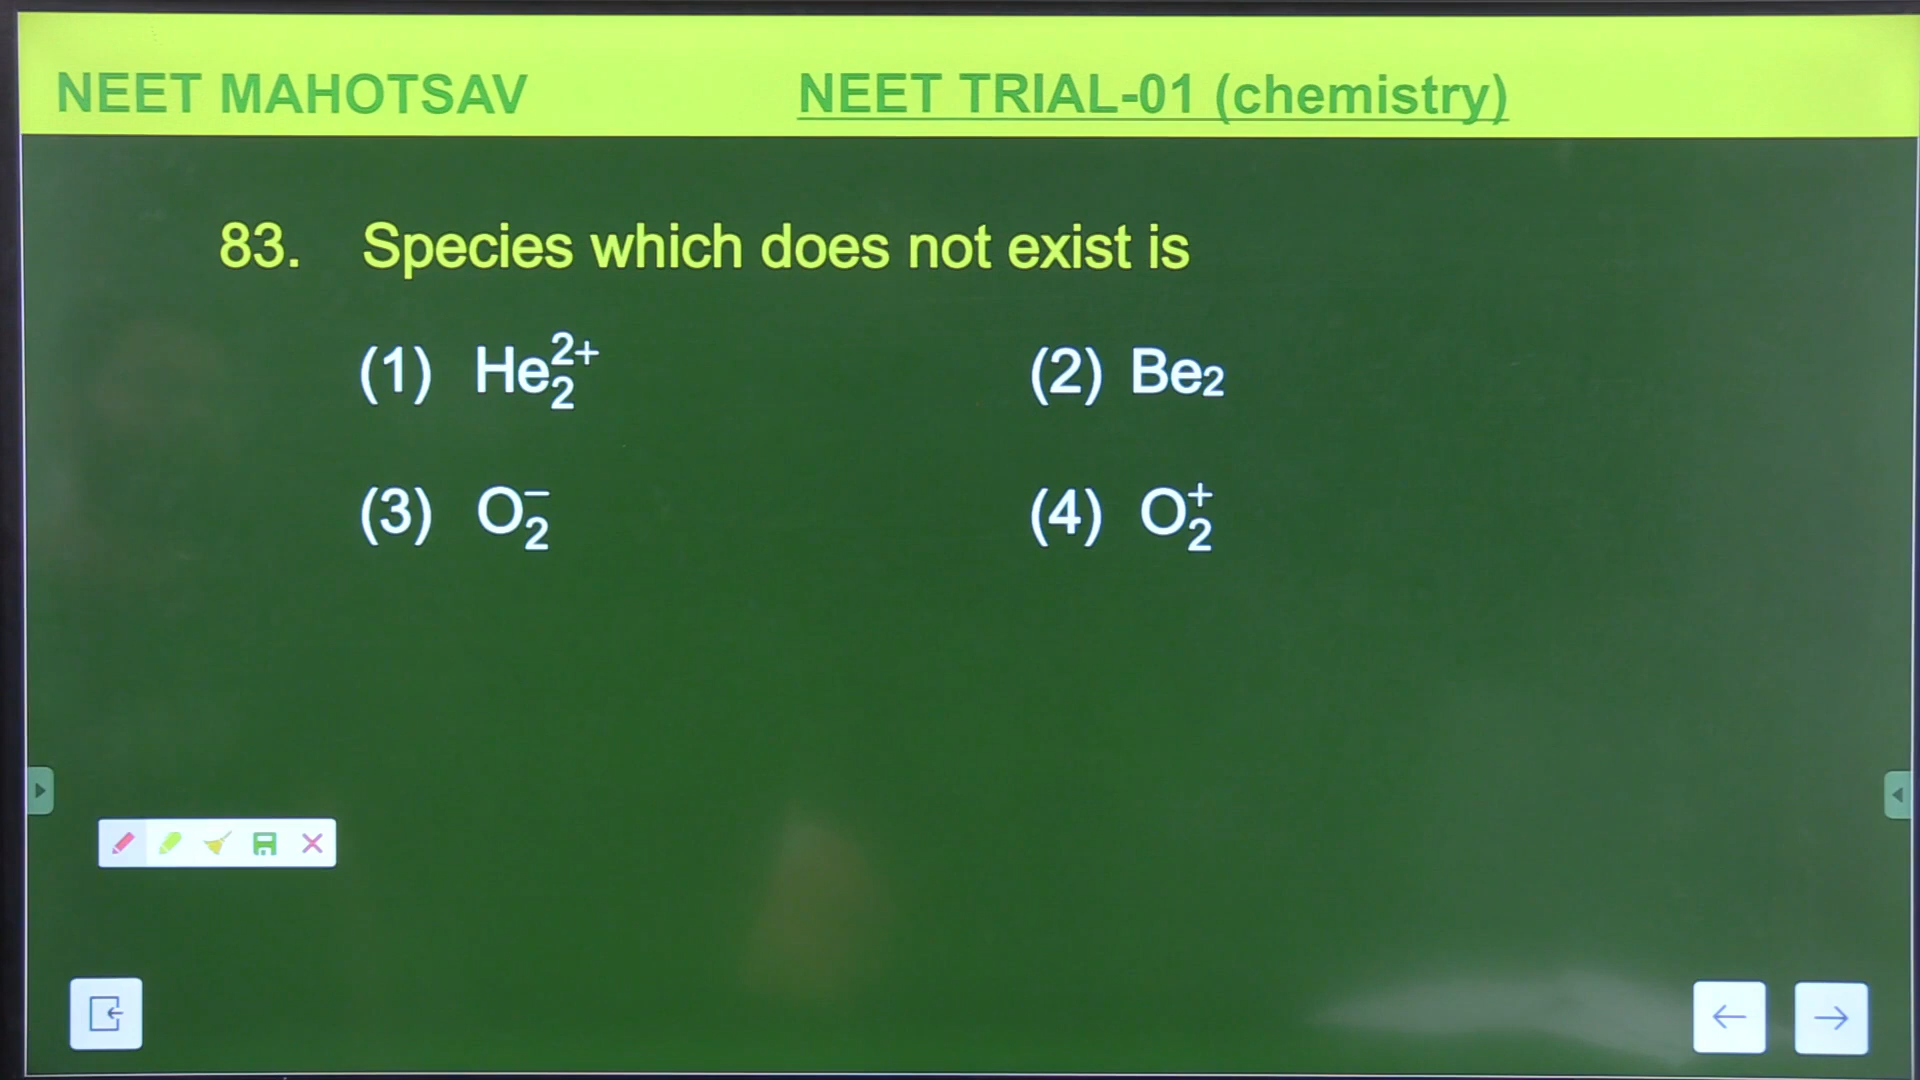 NEET MAHOTSAV NEET TRIAL-01 (chemistry)
83. Species which does not exist is
(1) He₂²⁺ (2) Be₂
(3) O₂⁻ (4) O₂⁺